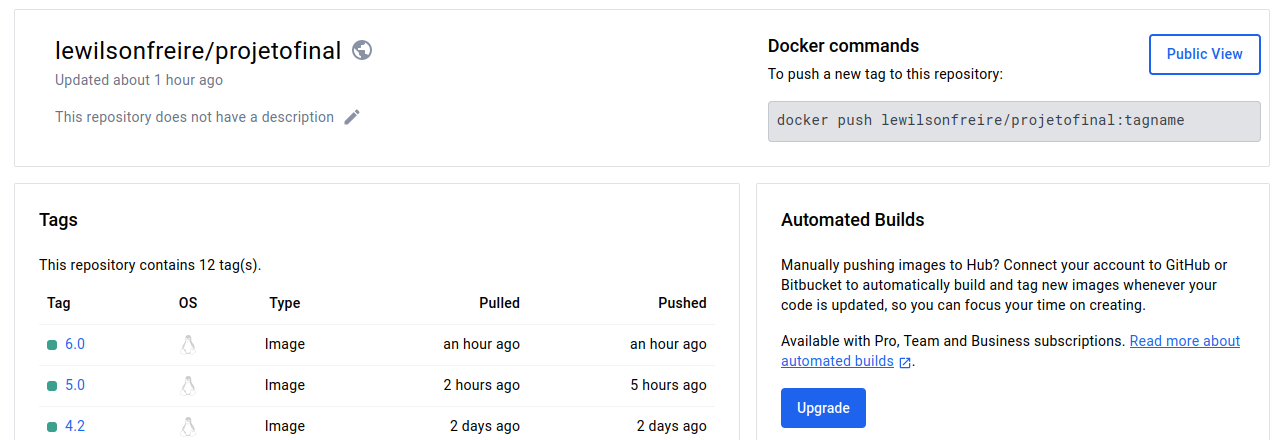 lewilsonfreire/projetofinal
Updated about 1 hour ago
This repository does not have a description
Docker commands
Public View
To push a new tag to this repository:
docker push lewilsonfreire/projetofinal:tagname
Tags
This repository contains 12 tag(s).
Tag OS Type Pulled Pushed
6.0 Image an hour ago an hour ago
5.0 Image 2 hours ago 5 hours ago
4.2 Image 2 days ago 2 days ago
Automated Builds
Manually pushing images to Hub? Connect your account to GitHub or
Bitbucket to automatically build and tag new images whenever your
code is updated, so you can focus your time on creating.
Available with Pro, Team and Business subscriptions. Read more about
automated builds .
Upgrade